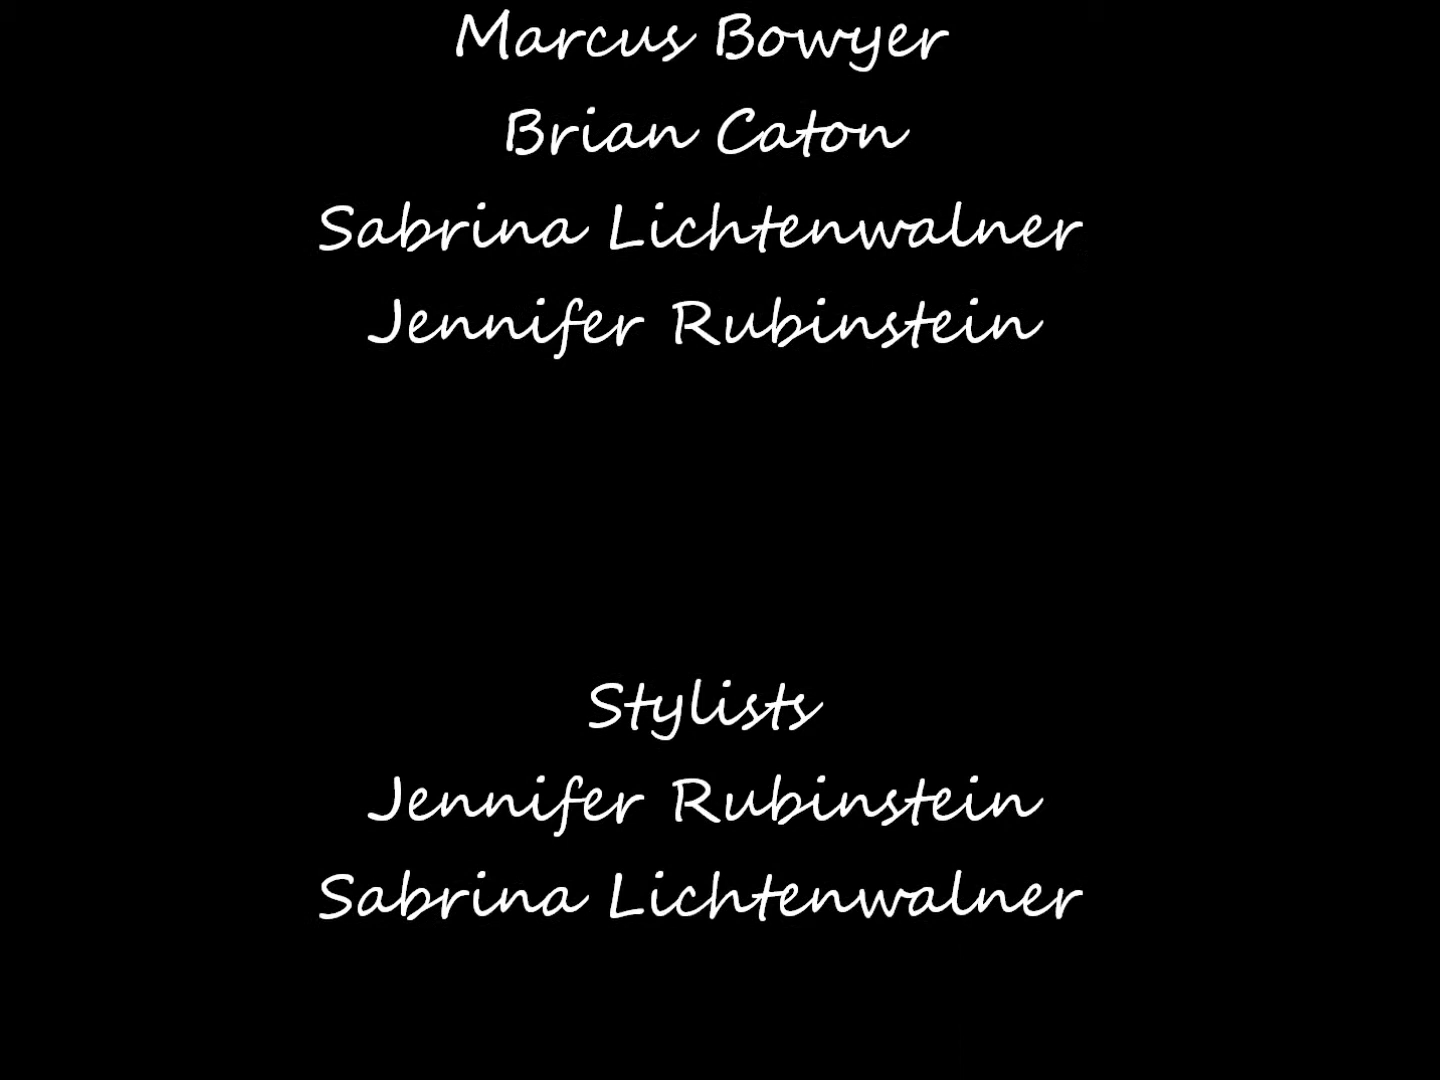 Marcus Bowyer
Brian Caton
Sabrina Lichtenwalner
Jennifer Rubinstein
Stylists
Jennifer Rubinstein
Sabrina Lichtenwalner